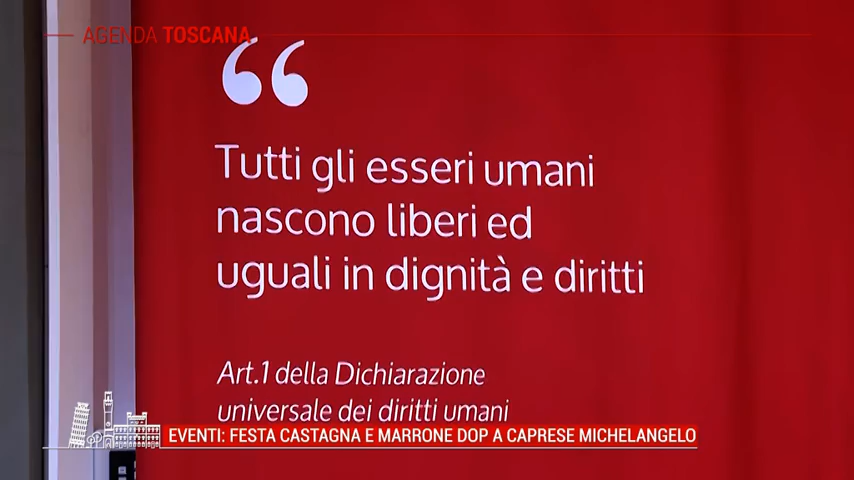 AGENDA TOSCANA
“
Tutti gli esseri umani
nascono liberi ed
uguali in dignità e diritti
Art.1 della Dichiarazione
universale dei diritti umani
EVENTI: FESTA CASTAGNA E MARRONE DOP A CAPRESE MICHELANGELO